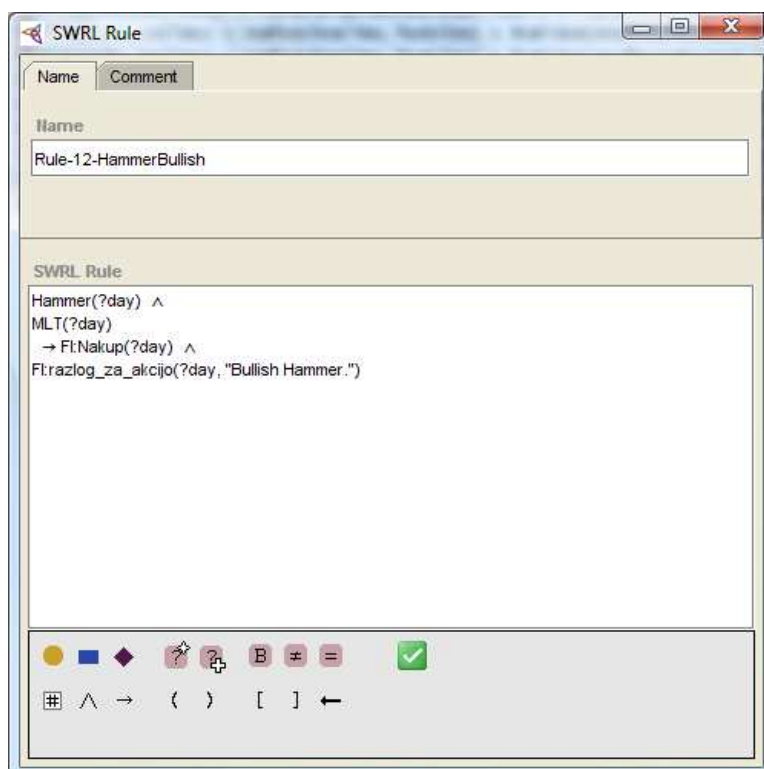 SWRL Rule
Name Comment
Name
Rule-12-HammerBullish
SWRL Rule
Hammer(?day) ∧
MLT(?day)
→ FI:Nakup(?day) ∧
FI:razlog_za_akcijo(?day, "Bullish Hammer.")
? ? B ≠ =
# ∧ → ( ) [ ] ←